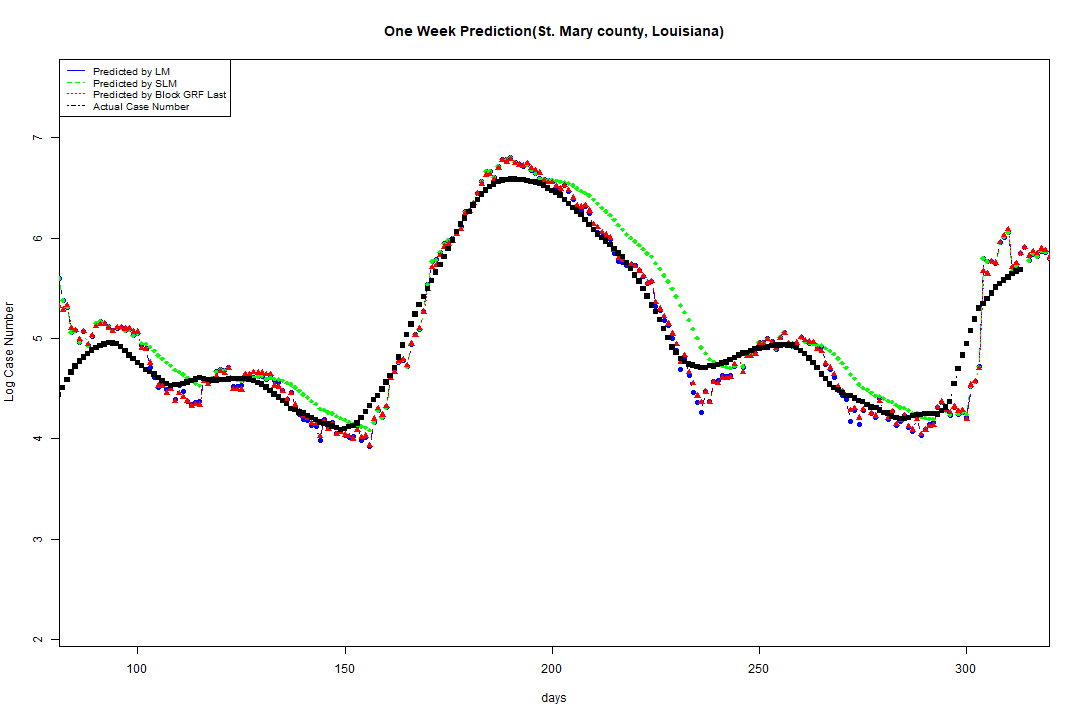 One Week Prediction(St. Mary county, Louisiana)
Predicted by LM
Predicted by SLM
Predicted by Block GRF Last
Actual Case Number
7
6
5
4
3
2
Log Case Number
100 150 200 250 300
days